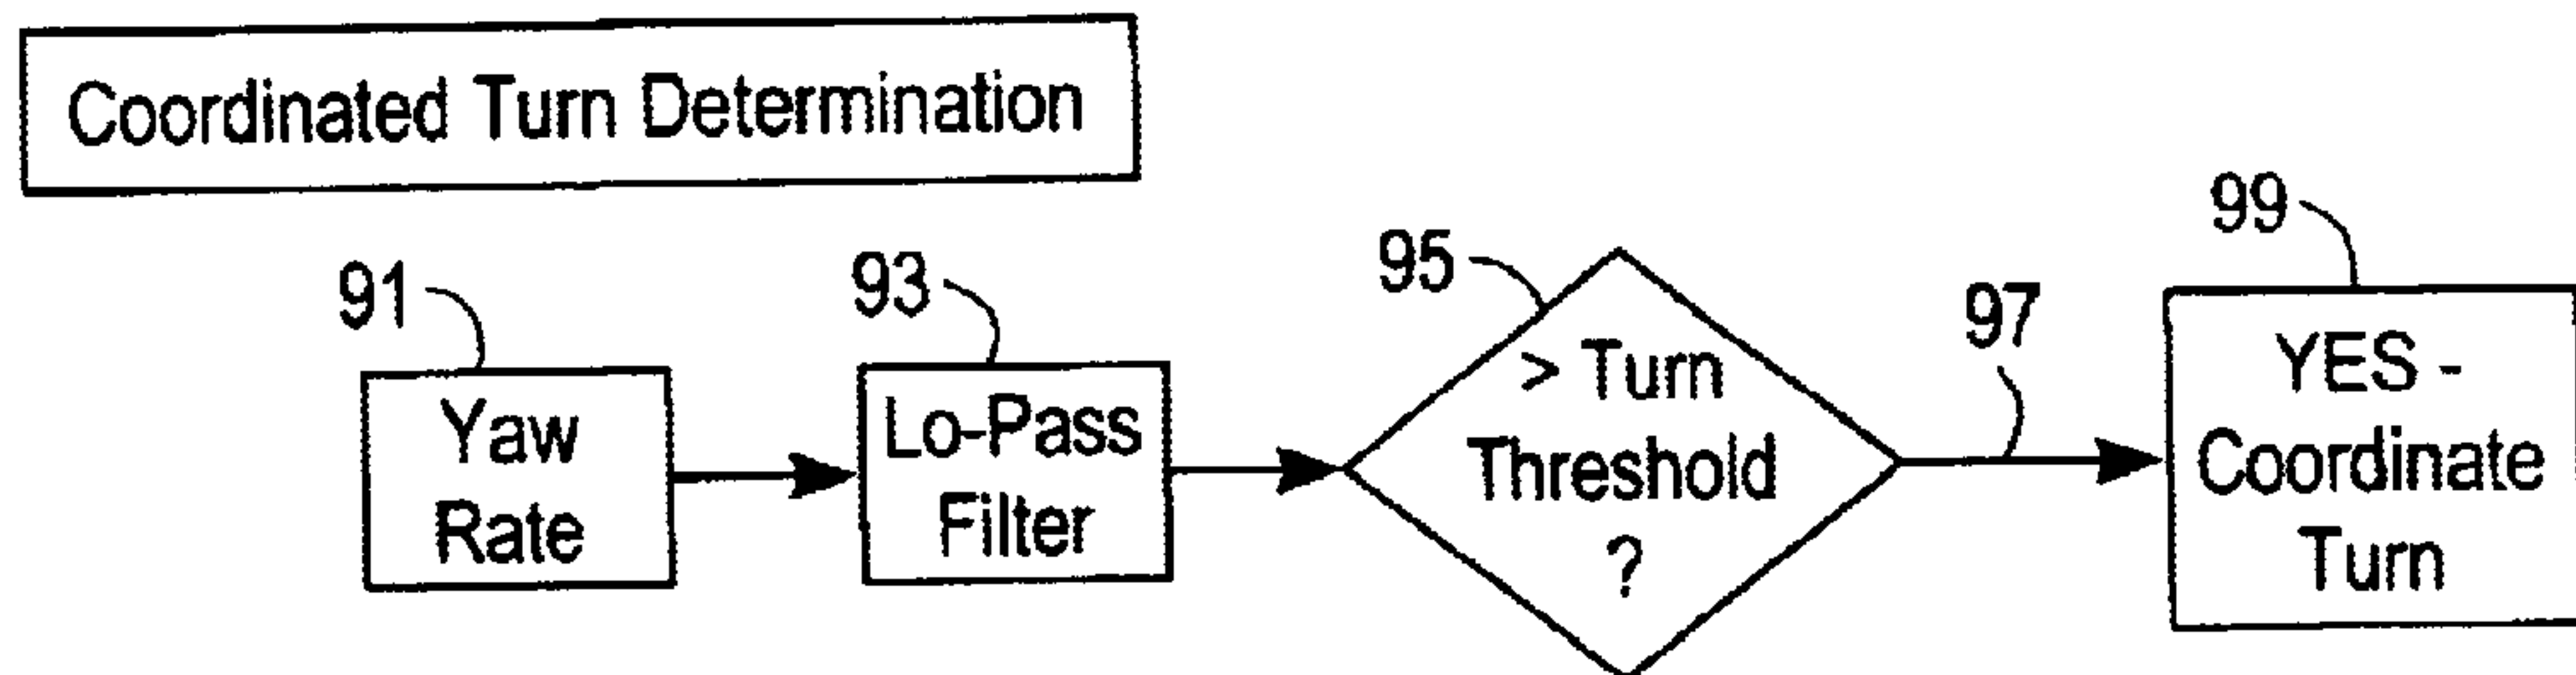 Coordinated Turn Determination
91
Yaw
Rate
93
Lo-Pass
Filter
95
> Turn
Threshold
?
97
99
YES -
Coordinate
Turn